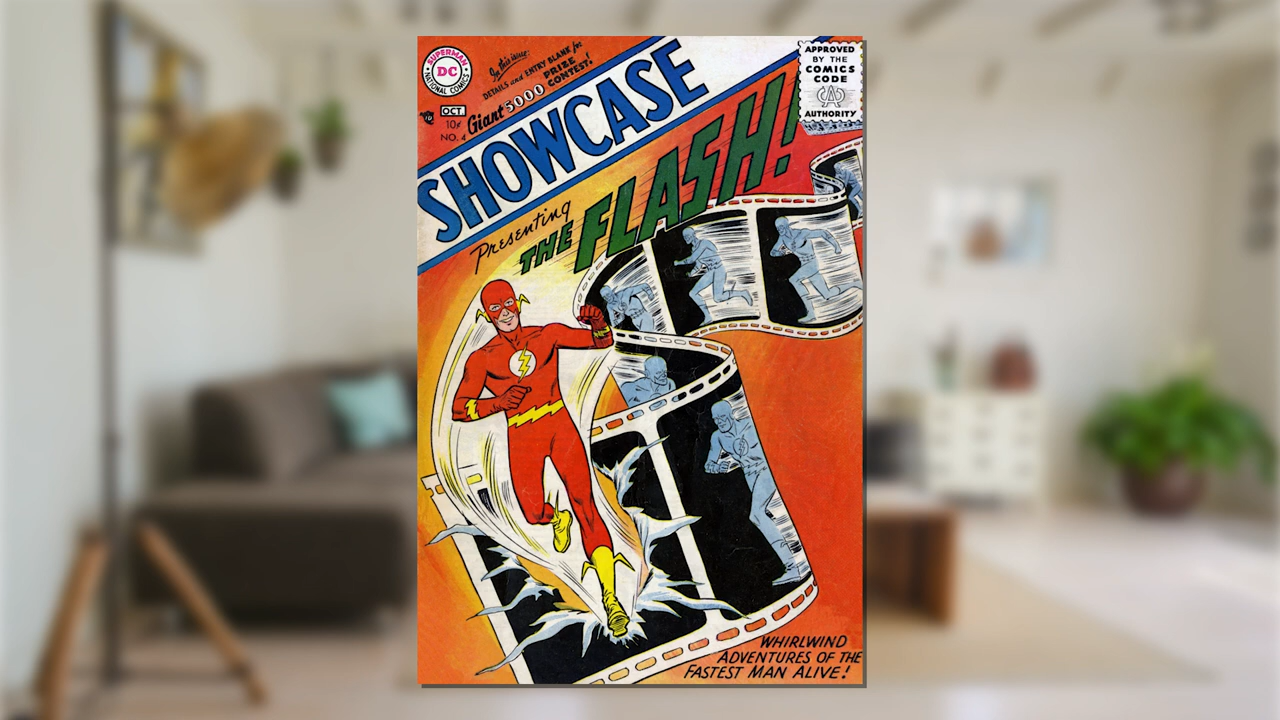 SUPERMAN
DC
NATIONAL COMICS
In this issue:
DETAILS and ENTRY BLANK for
Giant 5000 PRIZE
CONTEST!
OCT.
10¢
NO. 4
SHOWCASE
APPROVED
BY THE
COMICS
CODE
AUTHORITY
Presenting
THE FLASH!
WHIRLWIND
ADVENTURES OF THE
FASTEST MAN ALIVE!